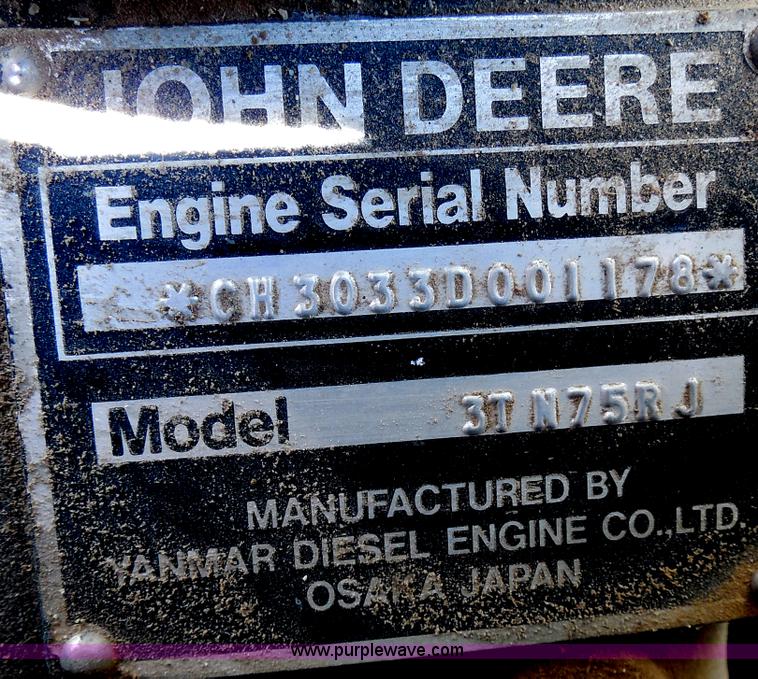 JOHN DEERE
Engine Serial Number
*CH3033D001178*
Model 3TN75RJ
MANUFACTURED BY
YANMAR DIESEL ENGINE CO.,LTD.
OSAKA JAPAN
www.purplewave.com